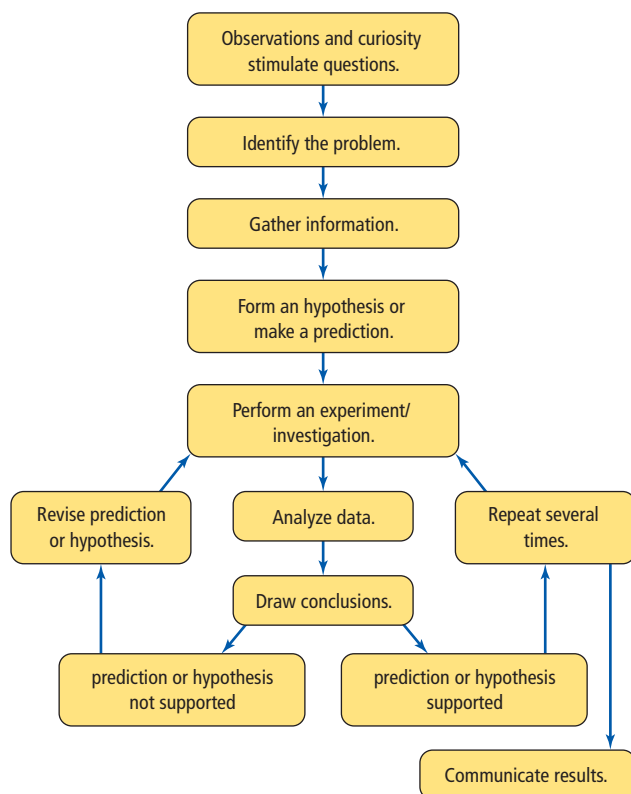 Observations and curiosity
stimulate questions.
Identify the problem.
Gather information.
Form an hypothesis or
make a prediction.
Perform an experiment/
investigation.
Revise prediction
or hypothesis.
Analyze data.
Repeat several
times.
Draw conclusions.
prediction or hypothesis
not supported
prediction or hypothesis
supported
Communicate results.